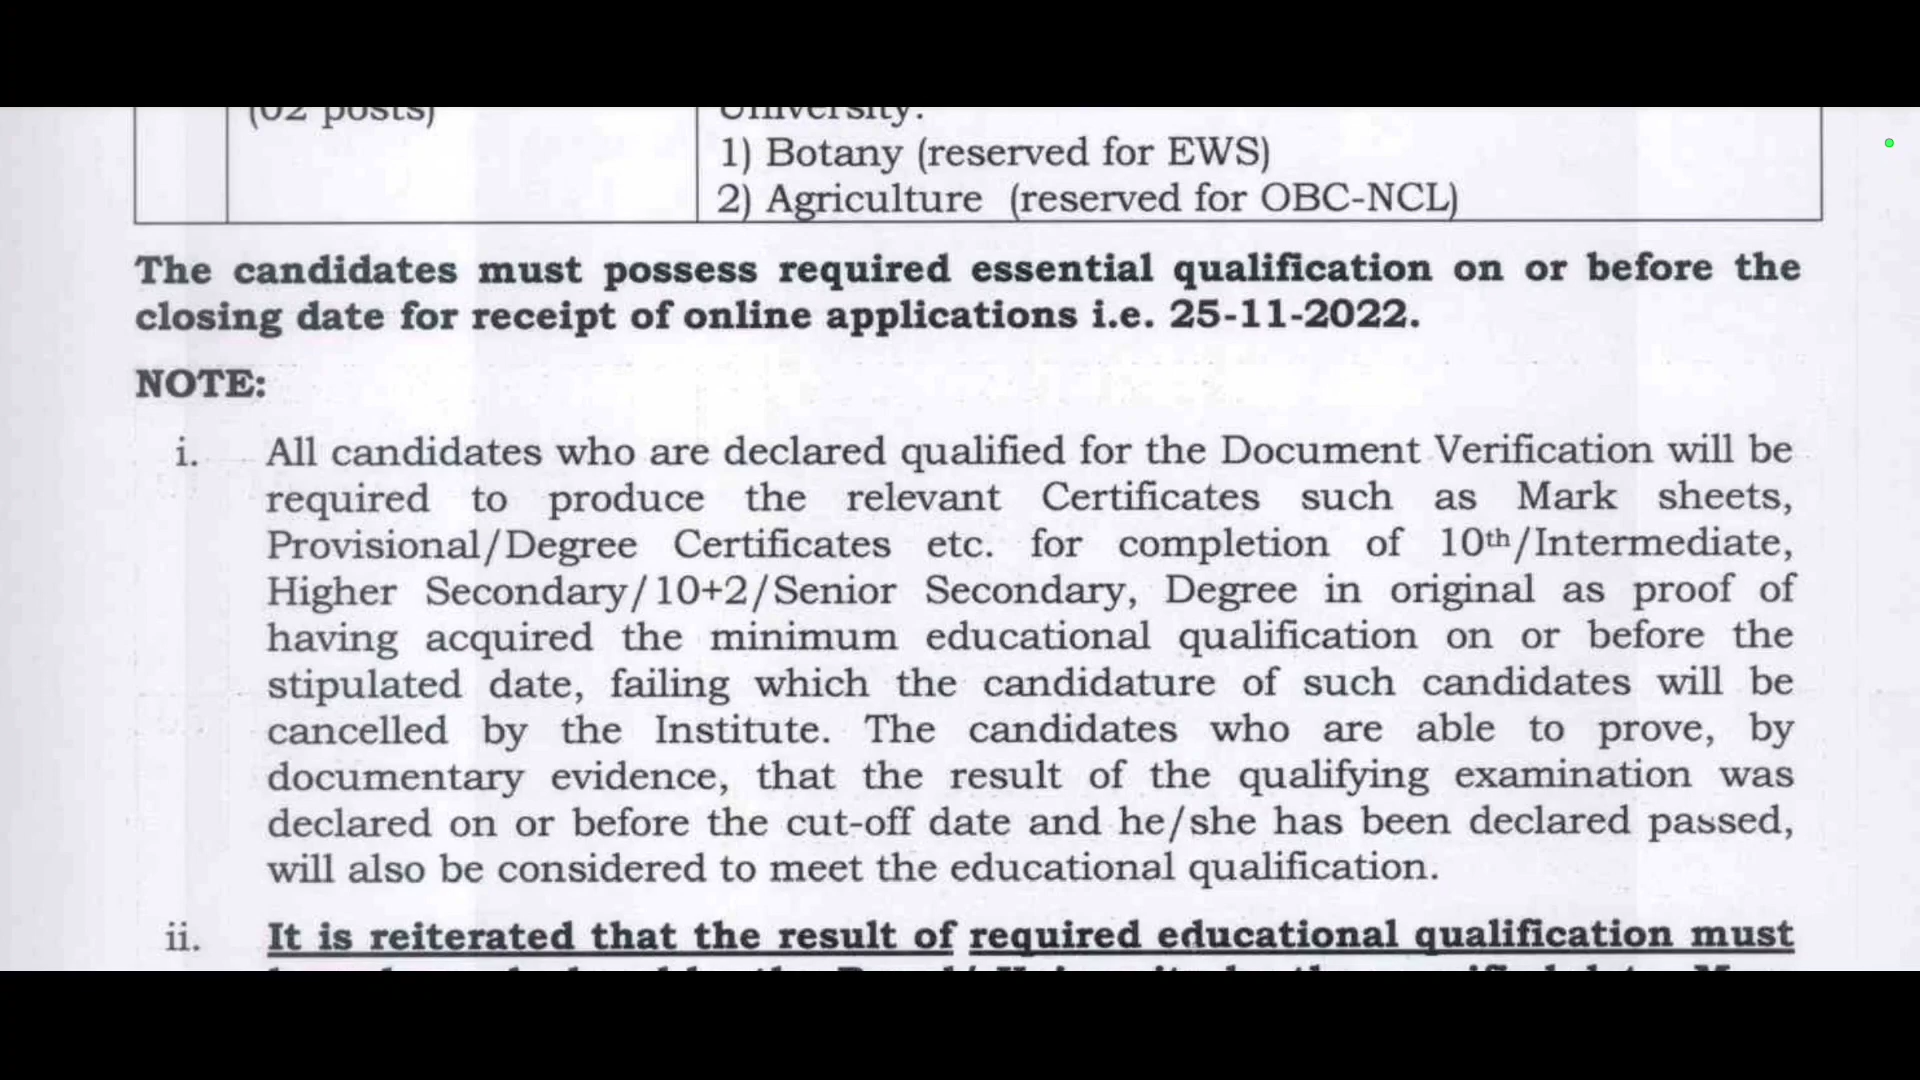 (02 posts)
University.
1) Botany (reserved for EWS)
2) Agriculture (reserved for OBC-NCL)
The candidates must possess required essential qualification on or before the
closing date for receipt of online applications i.e. 25-11-2022.
NOTE:
i. All candidates who are declared qualified for the Document Verification will be
required to produce the relevant Certificates such as Mark sheets,
Provisional/Degree Certificates etc. for completion of 10th/Intermediate,
Higher Secondary/10+2/Senior Secondary, Degree in original as proof of
having acquired the minimum educational qualification on or before the
stipulated date, failing which the candidature of such candidates will be
cancelled by the Institute. The candidates who are able to prove, by
documentary evidence, that the result of the qualifying examination was
declared on or before the cut-off date and he/she has been declared passed,
will also be considered to meet the educational qualification.
ii. It is reiterated that the result of required educational qualification must